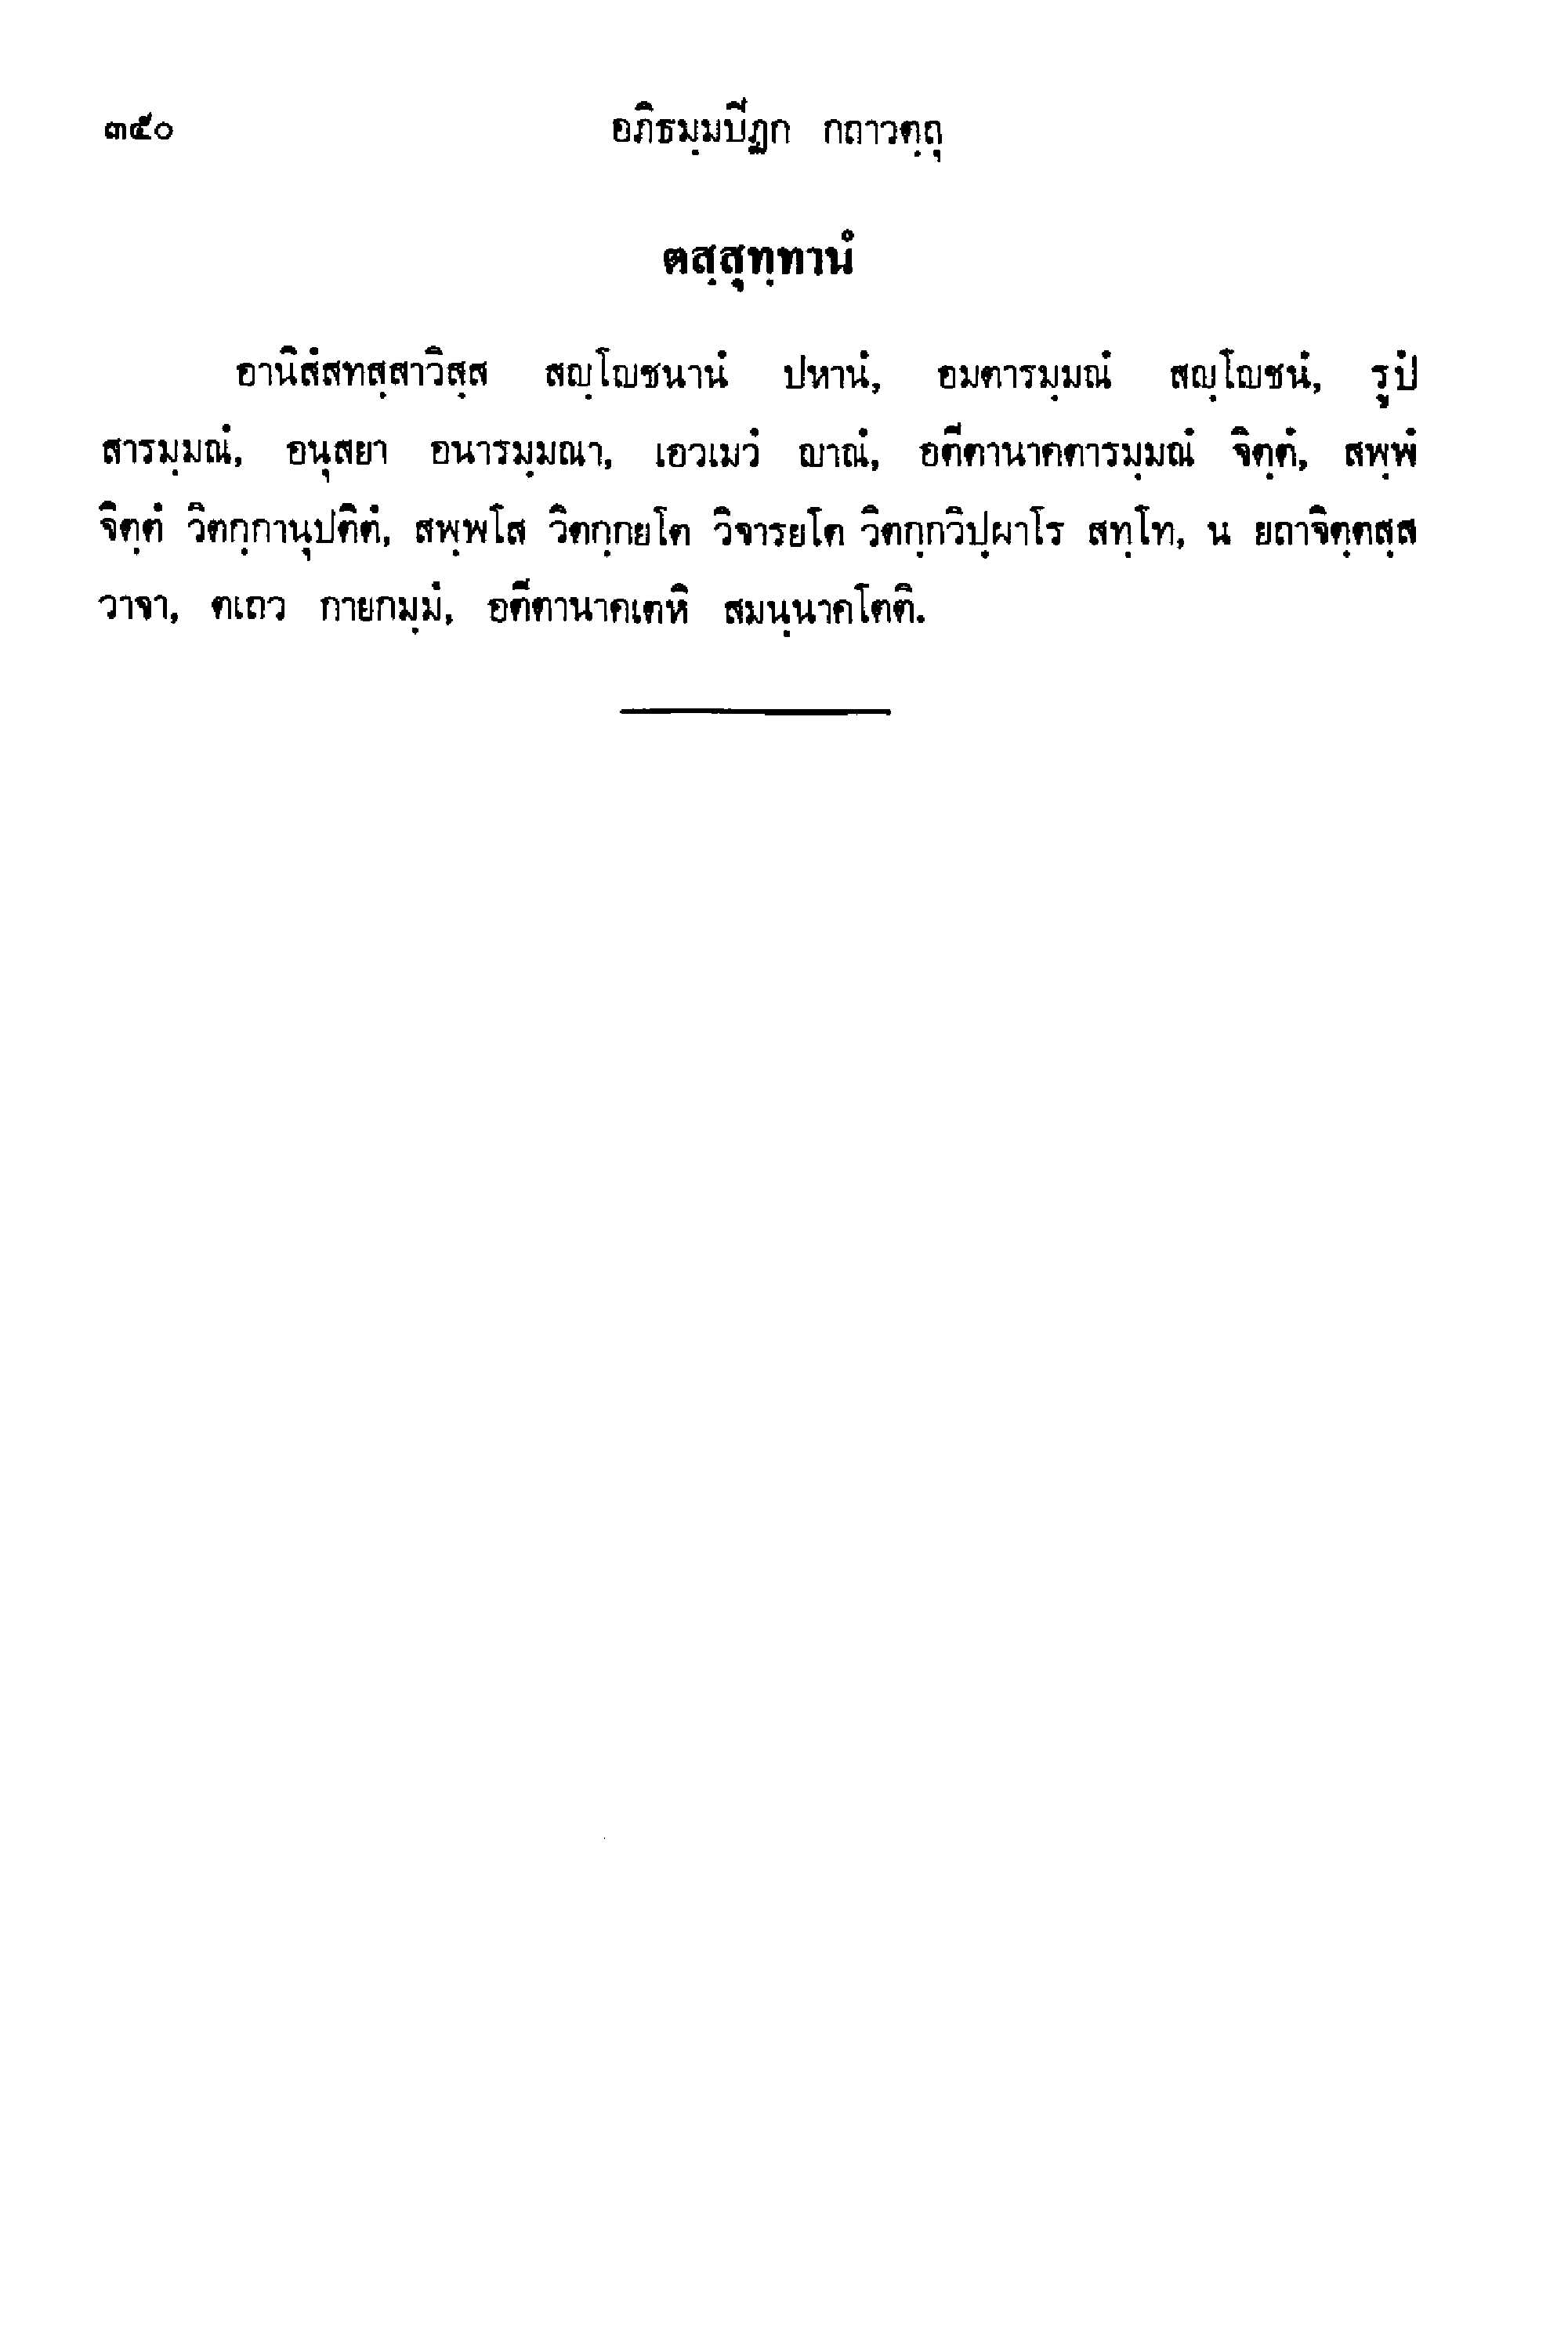 ๓๕๐ อภิธมฺมปิฏก กถาวตฺถุ
ตสฺสุทฺทานํ
อานิสํสทสฺสาวิสฺส สญฺโญชนานํ ปหานํ, อมตารมฺมณํ สญฺโญชนํ, รูปํ
สารมฺมณํ, อนุสยา อนารมฺมณา, เอวเมวํ ญาณํ, อตีตานาคตารมฺมณํ จิตฺตํ, สพฺพํ
จิตฺตํ วิตกฺกานุปติตํ, สพฺพโส วิตกฺกยโต วิจารยโต วิตกฺกวิปฺผาโร สทฺโท, น ยถาจิตฺตสฺส
วาจา, ตเถว กายกมฺมํ, อตีตานาคเตหิ สมนฺนาคโตติ.